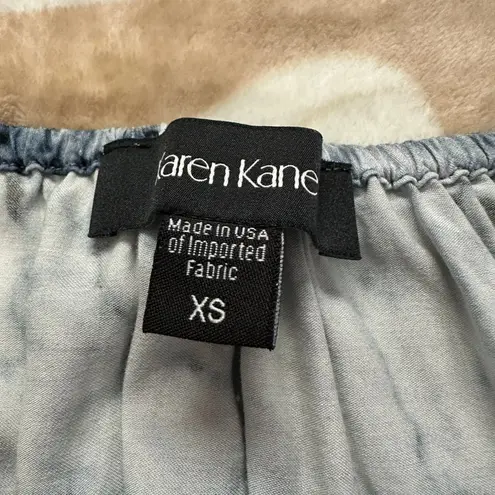 Karen Kane
Made in USA
of Imported
Fabric
XS